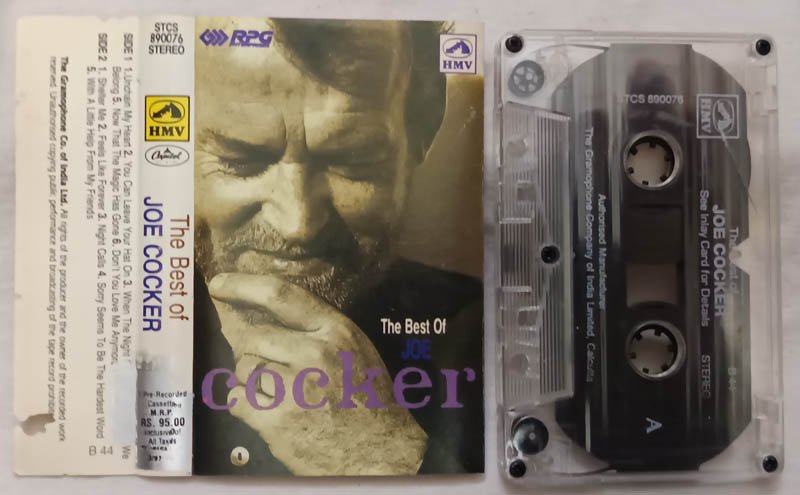 STCS
890076
STEREO
SIDE 1 1. Unchain My Heart 2. You Can Leave Your Hat On 3. When The Night We
Belong 5. Now That The Magic Has Gone 6. Don't You Love Me Anymore
SIDE 2 1. Shelter Me 2. Feels Like Forever 3. Night Calls 4. Sorry Seems To Be The Hardest Word
5. With A Little Help From My Friends
The Gramophone Co. of India Ltd. All rights of the producer and the owner of the recorded work
reserved. Unauthorised copying public performance and broadcasting of the tape record prohibited
HMV
Capitol
The Best of
JOE COCKER
Pre-Recorded
Cassette
M.R.P.
RS. 95.00
Inclusive of
All Taxes
RPG
HMV
The Best Of
JOE
cocker
STCS 890076
HMV
The Best of
JOE COCKER
See Inlay Card for Details
STEREO
Authorised Manufacturer
The Gramophone Company of India Limited, Calcutta
A